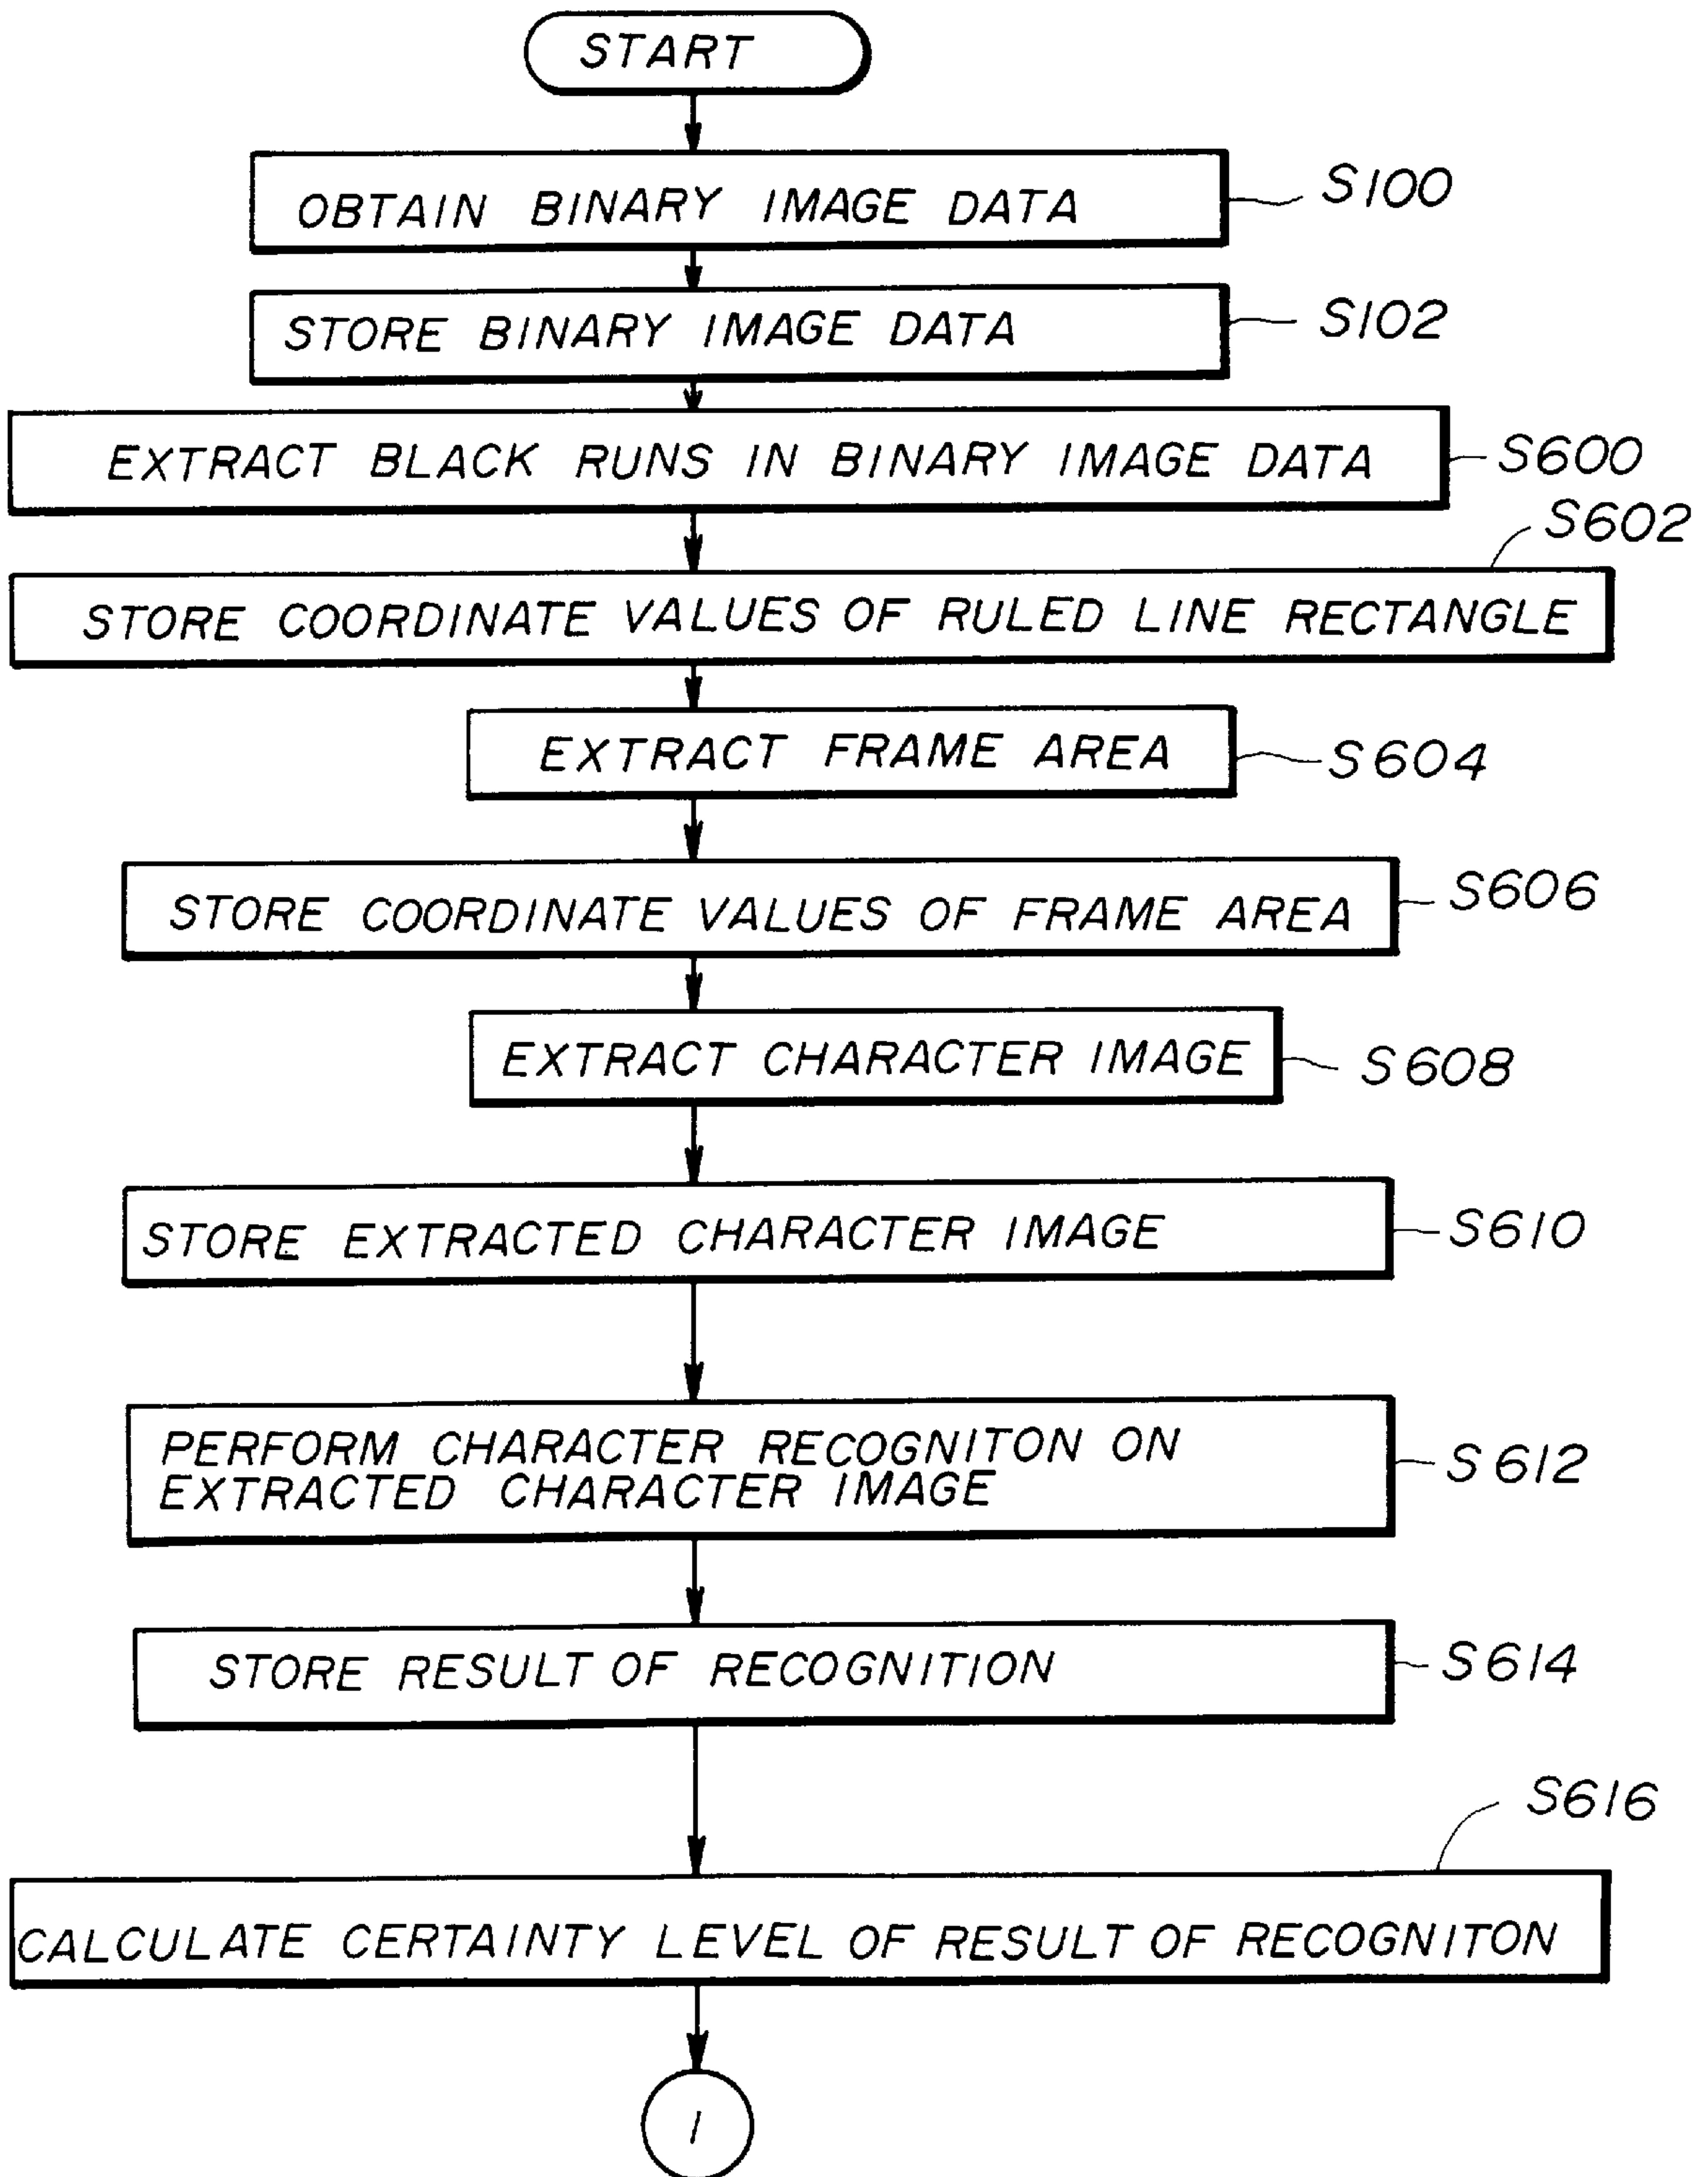 START
OBTAIN BINARY IMAGE DATA
S100
STORE BINARY IMAGE DATA
S102
EXTRACT BLACK RUNS IN BINARY IMAGE DATA
S600
S602
STORE COORDINATE VALUES OF RULED LINE RECTANGLE
EXTRACT FRAME AREA
S604
STORE COORDINATE VALUES OF FRAME AREA
S606
EXTRACT CHARACTER IMAGE
S608
STORE EXTRACTED CHARACTER IMAGE
S610
PERFORM CHARACTER RECOGNITON ON
EXTRACTED CHARACTER IMAGE
S612
STORE RESULT OF RECOGNITION
S614
S616
CALCULATE CERTAINTY LEVEL OF RESULT OF RECOGNITON
1